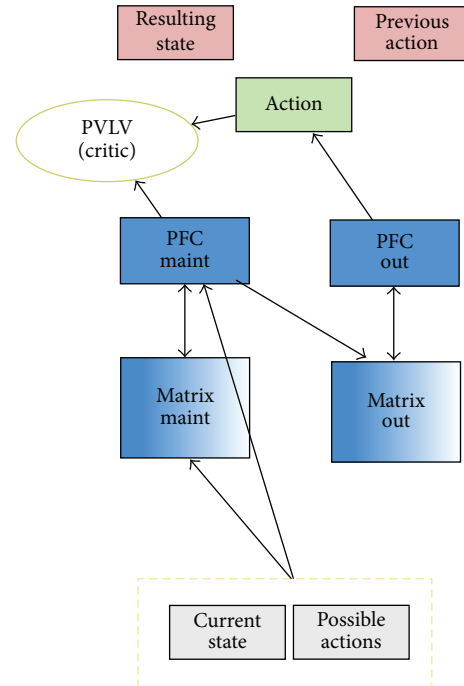 Resulting
state
Previous
action
Action
PVLV
(critic)
PFC
maint
PFC
out
Matrix
maint
Matrix
out
Current
state
Possible
actions